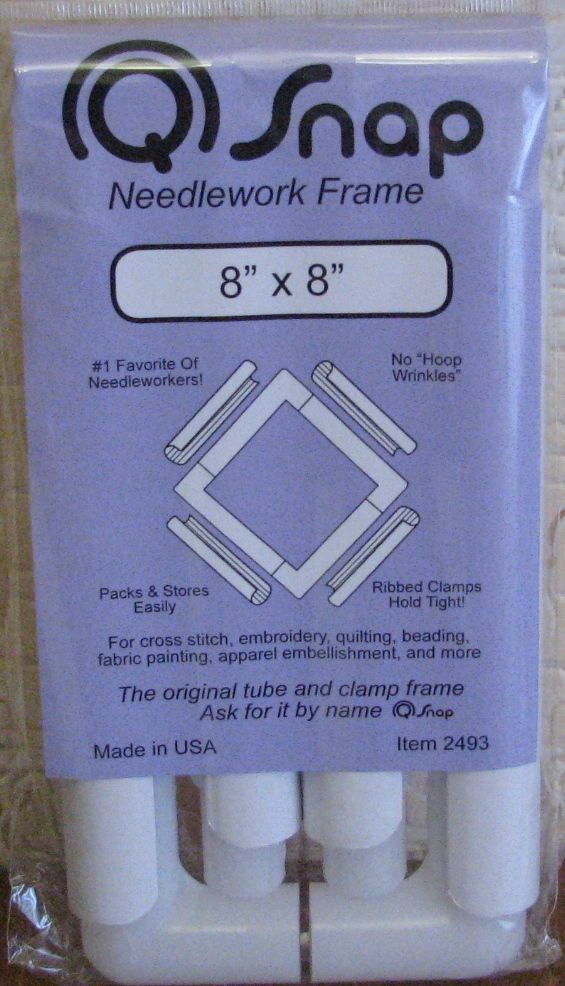 Q Snap
Needlework Frame
8” x 8”
#1 Favorite Of
Needleworkers!
No “Hoop
Wrinkles”
Packs & Stores
Easily
Ribbed Clamps
Hold Tight!
For cross stitch, embroidery, quilting, beading,
fabric painting, apparel embellishment, and more
The original tube and clamp frame
Ask for it by name Q Snap
Made in USA
Item 2493